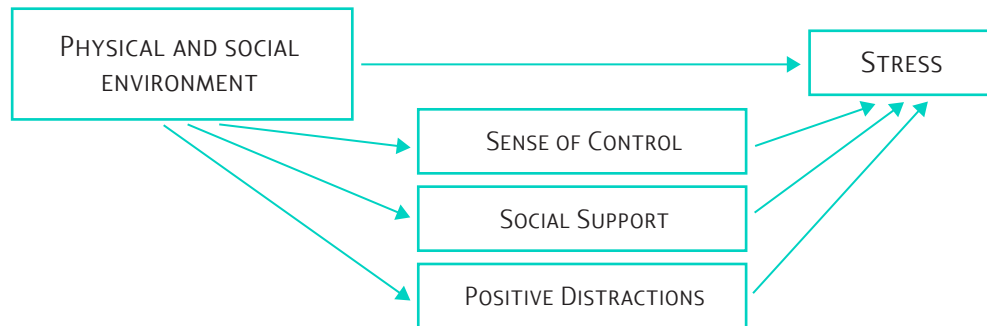 Physical and social
environment
Stress
Sense of Control
Social Support
Positive Distractions